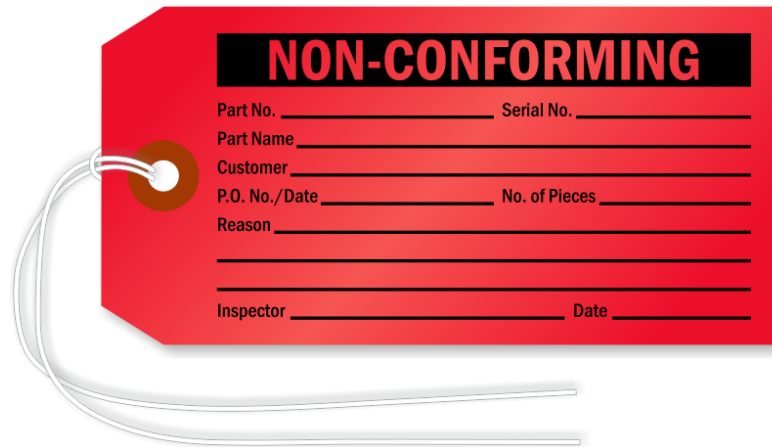 NON-CONFORMING
Part No. Serial No.
Part Name
Customer
P.O. No./Date No. of Pieces
Reason
Inspector Date